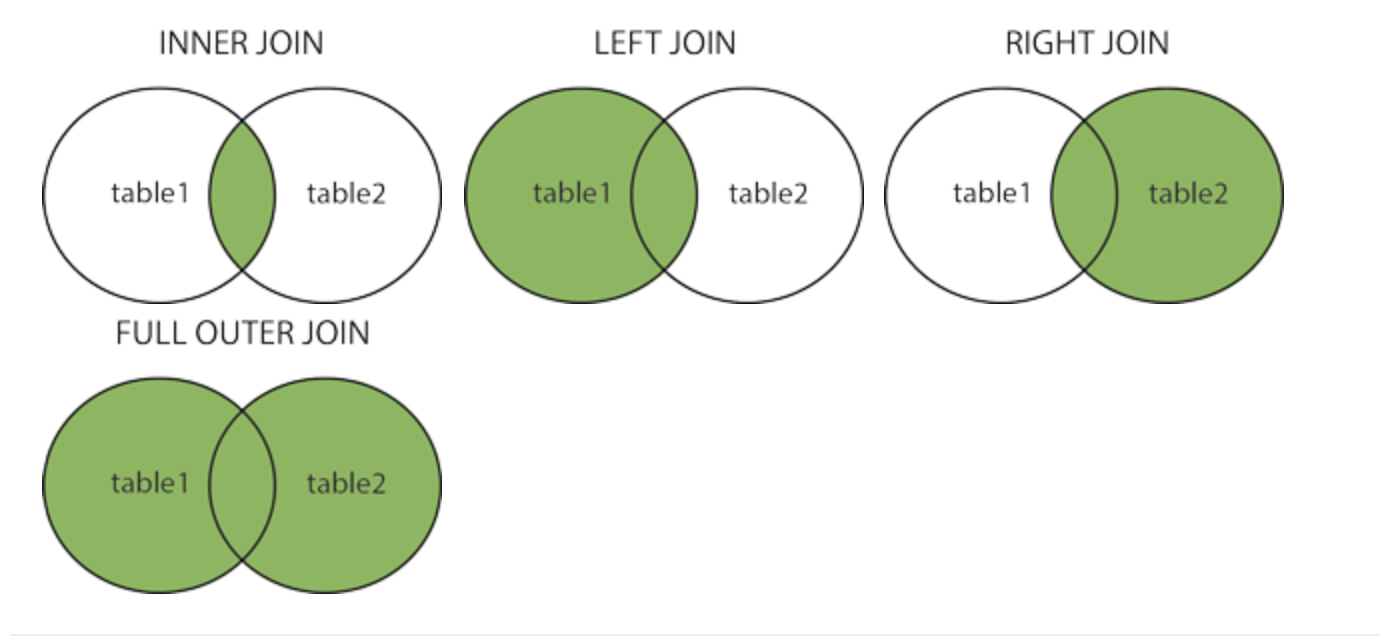 INNER JOIN
LEFT JOIN
RIGHT JOIN
table1
table2
table1
table2
table1
table2
FULL OUTER JOIN
table1
table2